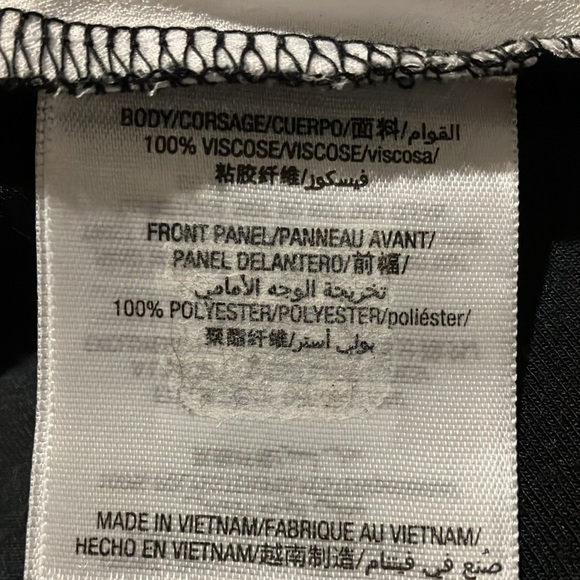 BODY/CORSAGE/CUERPO/面料/القوام/
100% VISCOSE/VISCOSE/viscosa/
粘胶纤维/فيسكوز
FRONT PANEL/PANNEAU AVANT/
PANEL DELANTERO/前幅/
تخريجة الوجه الأمامي
100% POLYESTER/POLYESTER/poliéster/
聚酯纤维/بولي أستر
MADE IN VIETNAM/FABRIQUE AU VIETNAM/
HECHO EN VIETNAM/越南制造/صُنع في فيتنام